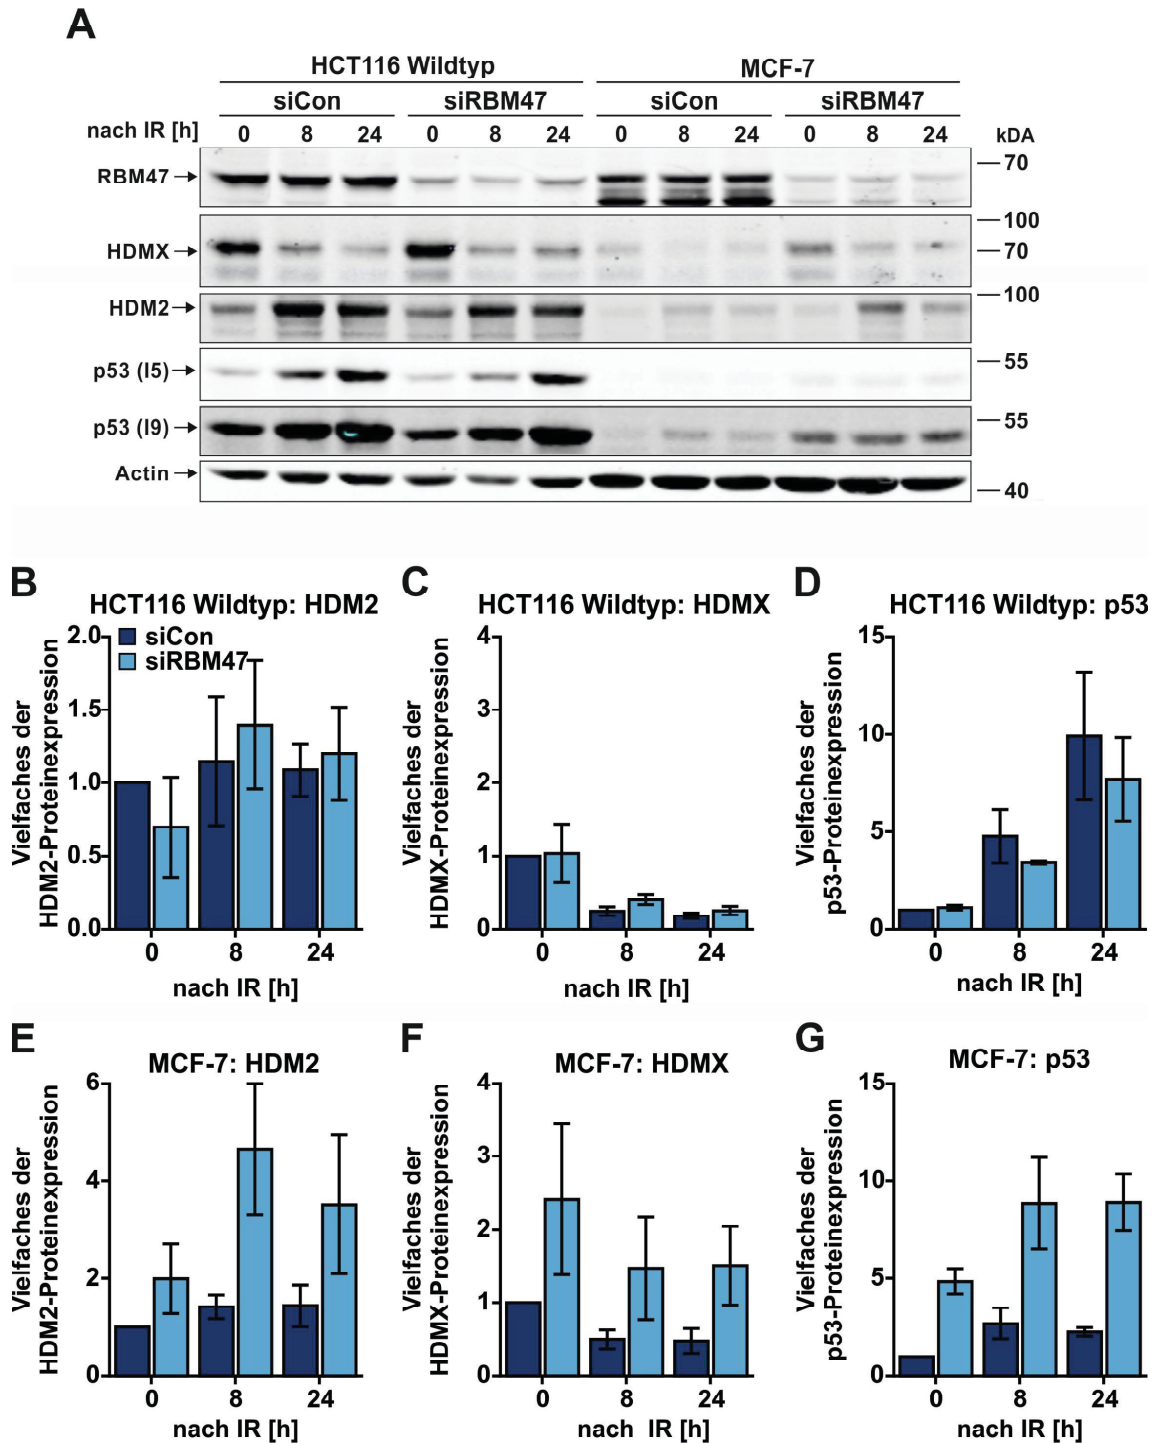 A
HCT116 Wildtyp MCF-7
siCon siRBM47 siCon siRBM47
nach IR [h] 0 8 24 0 8 24 0 8 24 0 8 24 kDA
RBM47 70
HDMX 100 70
HDM2 100
p53 (I5) 55
p53 (I9) 55
Actin 40
B
HCT116 Wildtyp: HDM2
Vielfaches der
HDM2-Proteinexpression
siCon
siRBM47
2.0
1.5
1.0
0.5
0.0
0 8 24
nach IR [h]
C
HCT116 Wildtyp: HDMX
Vielfaches der
HDMX-Proteinexpression
4
3
2
1
0
0 8 24
nach IR [h]
D
HCT116 Wildtyp: p53
Vielfaches der
p53-Proteinexpression
15
10
5
0
0 8 24
nach IR [h]
E
MCF-7: HDM2
Vielfaches der
HDM2-Proteinexpression
6
4
2
0
0 8 24
nach IR [h]
F
MCF-7: HDMX
Vielfaches der
HDMX-Proteinexpression
4
3
2
1
0
0 8 24
nach IR [h]
G
MCF-7: p53
Vielfaches der
p53-Proteinexpression
15
10
5
0
0 8 24
nach IR [h]